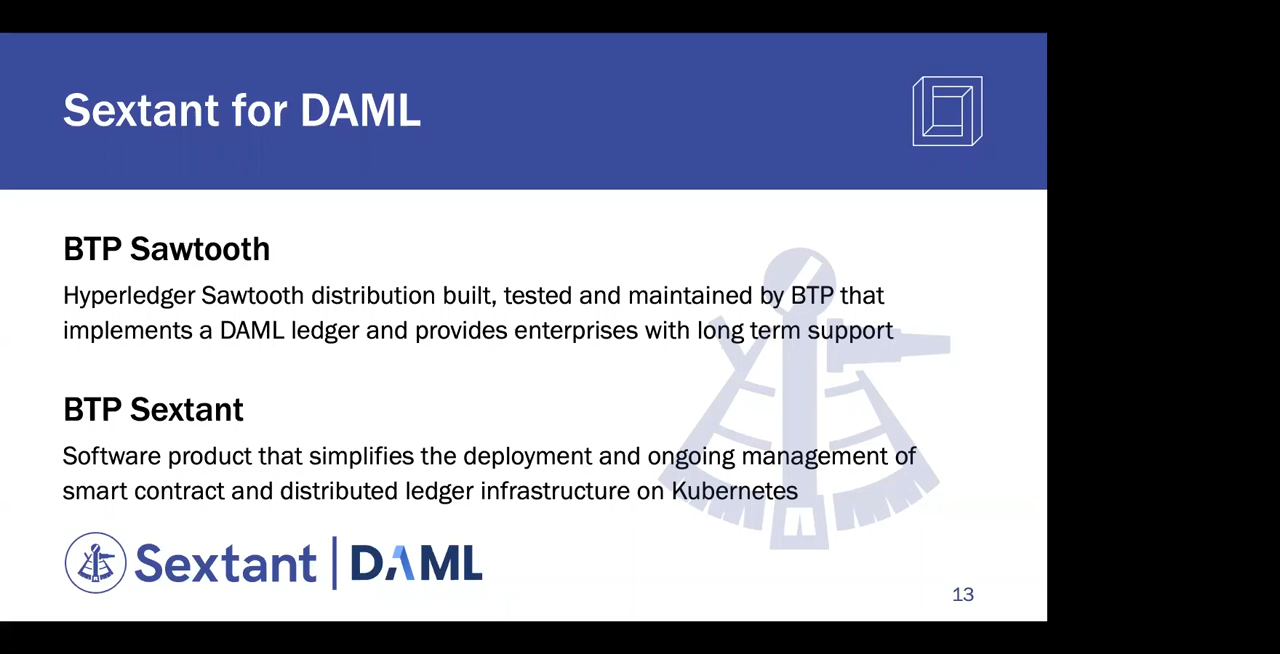 Sextant for DAML
BTP Sawtooth
Hyperledger Sawtooth distribution built, tested and maintained by BTP that
implements a DAML ledger and provides enterprises with long term support
BTP Sextant
Software product that simplifies the deployment and ongoing management of
smart contract and distributed ledger infrastructure on Kubernetes
Sextant | DAML
13